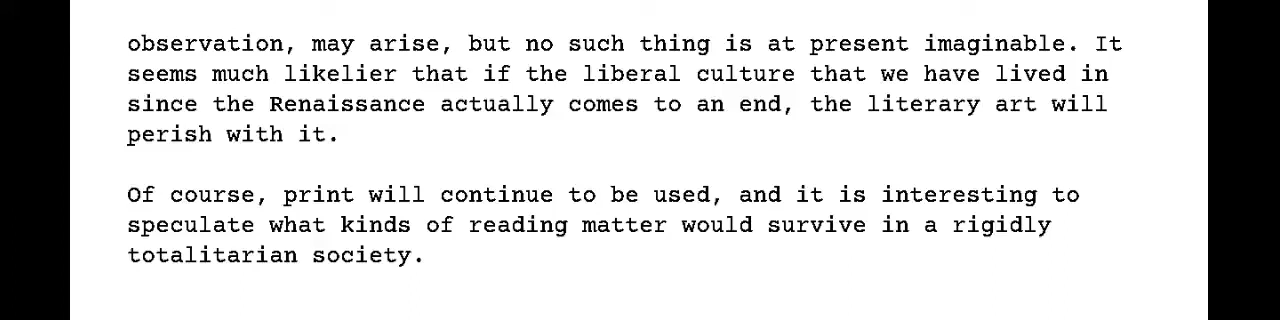 observation, may arise, but no such thing is at present imaginable. It
seems much likelier that if the liberal culture that we have lived in
since the Renaissance actually comes to an end, the literary art will
perish with it.
Of course, print will continue to be used, and it is interesting to
speculate what kinds of reading matter would survive in a rigidly
totalitarian society.